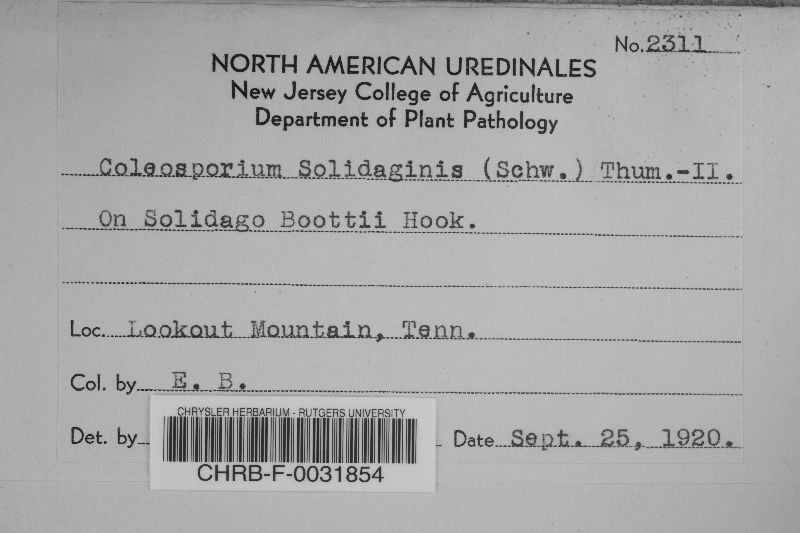 No. 2311
NORTH AMERICAN UREDINALES
New Jersey College of Agriculture
Department of Plant Pathology
Coleosporium Solidaginis (Schw.) Thum.-II.
On Solidago Boottii Hook.
Loc. Lookout Mountain, Tenn.
Col. by E. B.
Det. by
Date Sept. 25, 1920.
CHRYSLER HERBARIUM - RUTGERS UNIVERSITY
CHRB-F-0031854